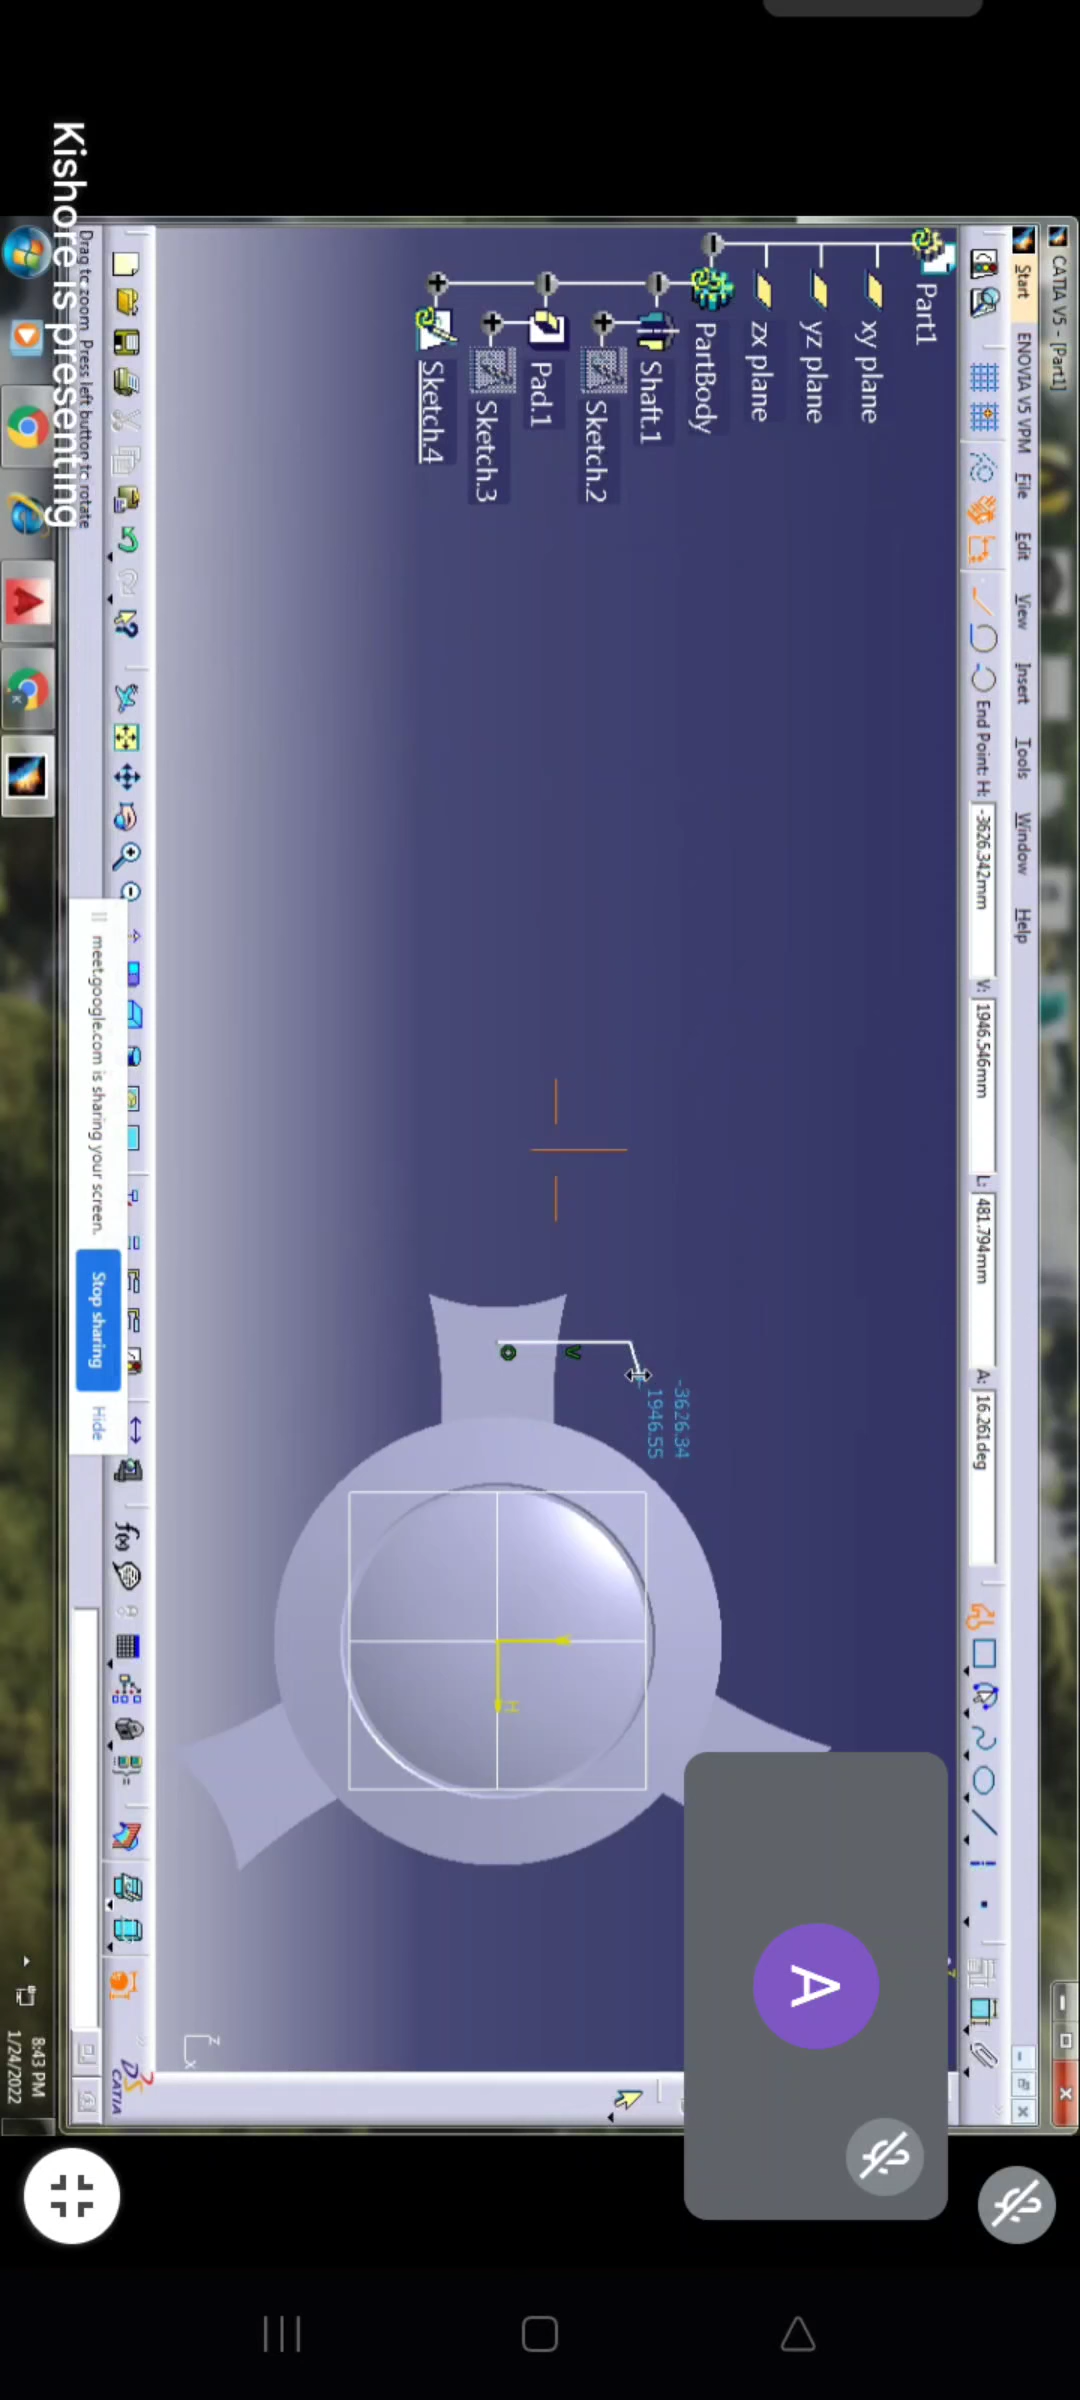 CATIA V5 - [Part1]
Start ENOVIA V5 VPM File Edit View Insert Tools Window Help
End Point: H: -3626.342mm V: 1946.546mm L: 481.794mm A: 16.261deg
Part1
xy plane
yz plane
zx plane
PartBody
Shaft.1
Sketch.2
Pad.1
Sketch.3
Sketch.4
-3626.34
1946.55
V
H
A
z
x
meet.google.com is sharing your screen.
Stop sharing
Hide
f(x)
DS
CATIA
Drag to zoom. Press left button to rotate
Kishore is presenting
K
8:43 PM
1/24/2022